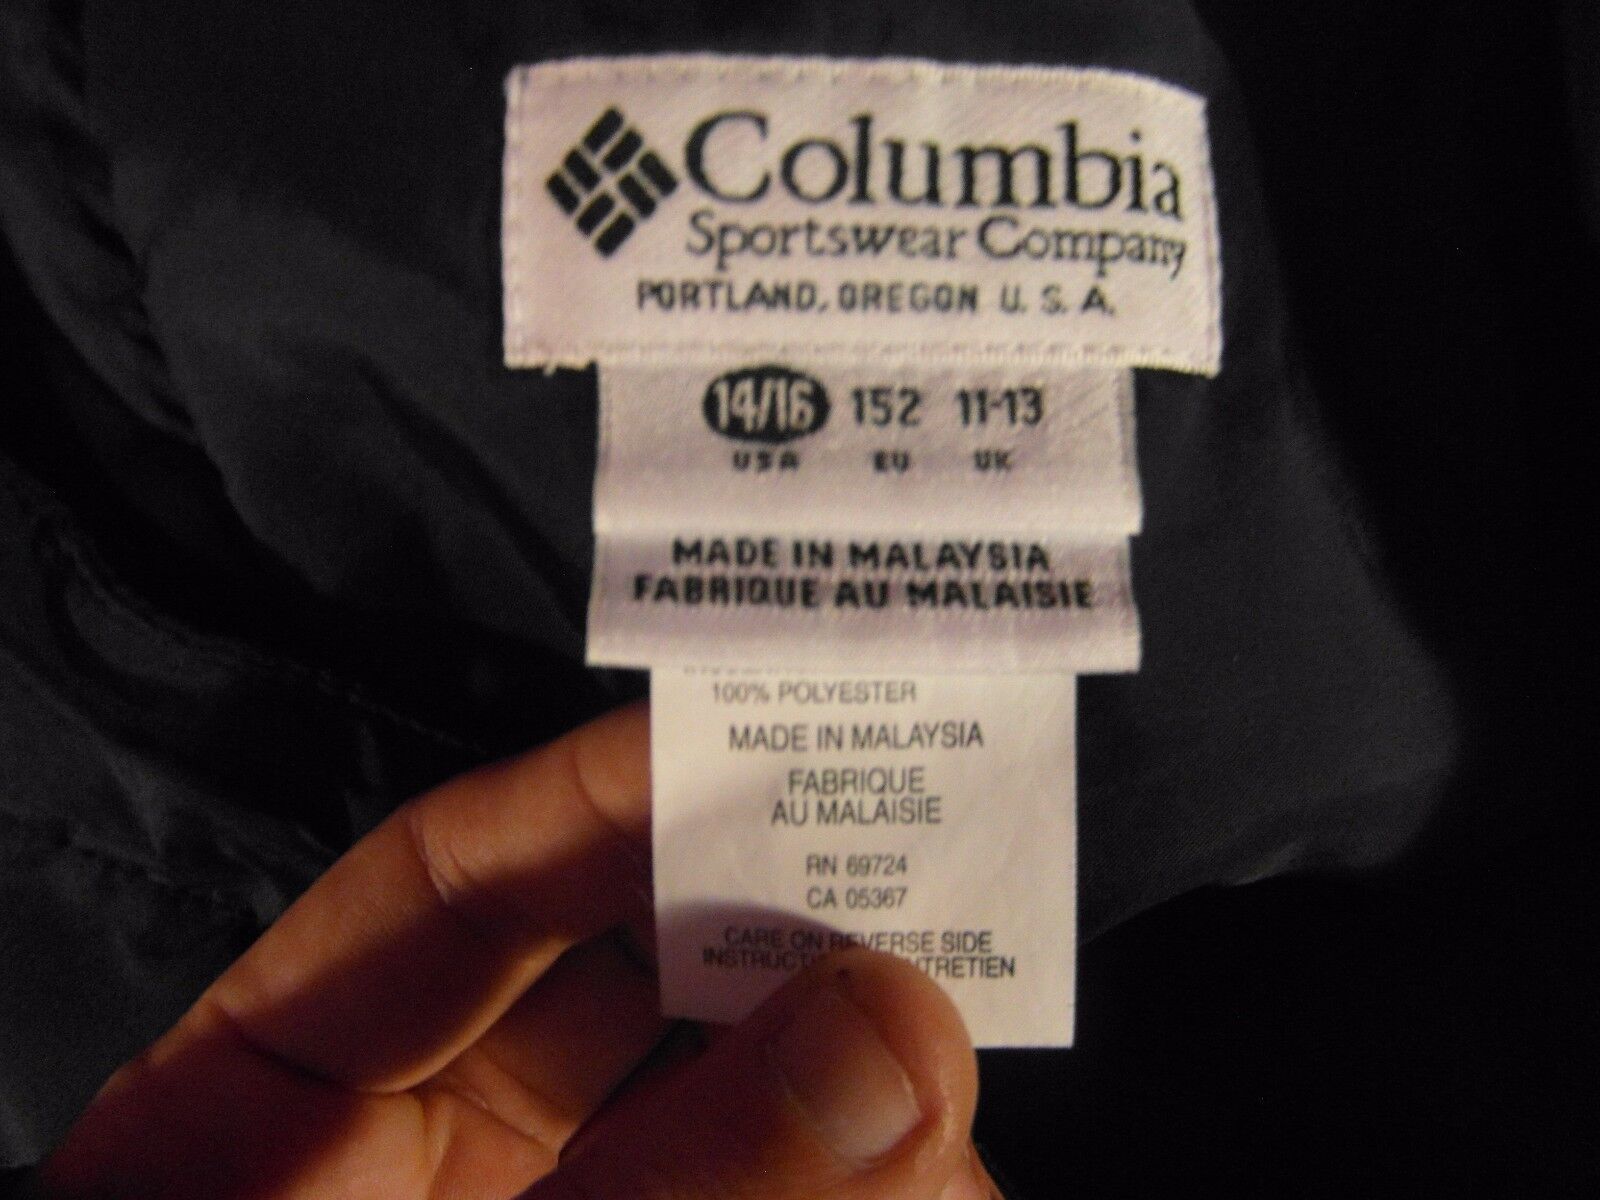 Columbia
Sportswear Company
PORTLAND, OREGON U. S. A.
14/16 152 11-13
USA EU UK
MADE IN MALAYSIA
FABRIQUE AU MALAISIE
100% POLYESTER
MADE IN MALAYSIA
FABRIQUE
AU MALAISIE
RN 69724
CA 05367
CARE ON REVERSE SIDE